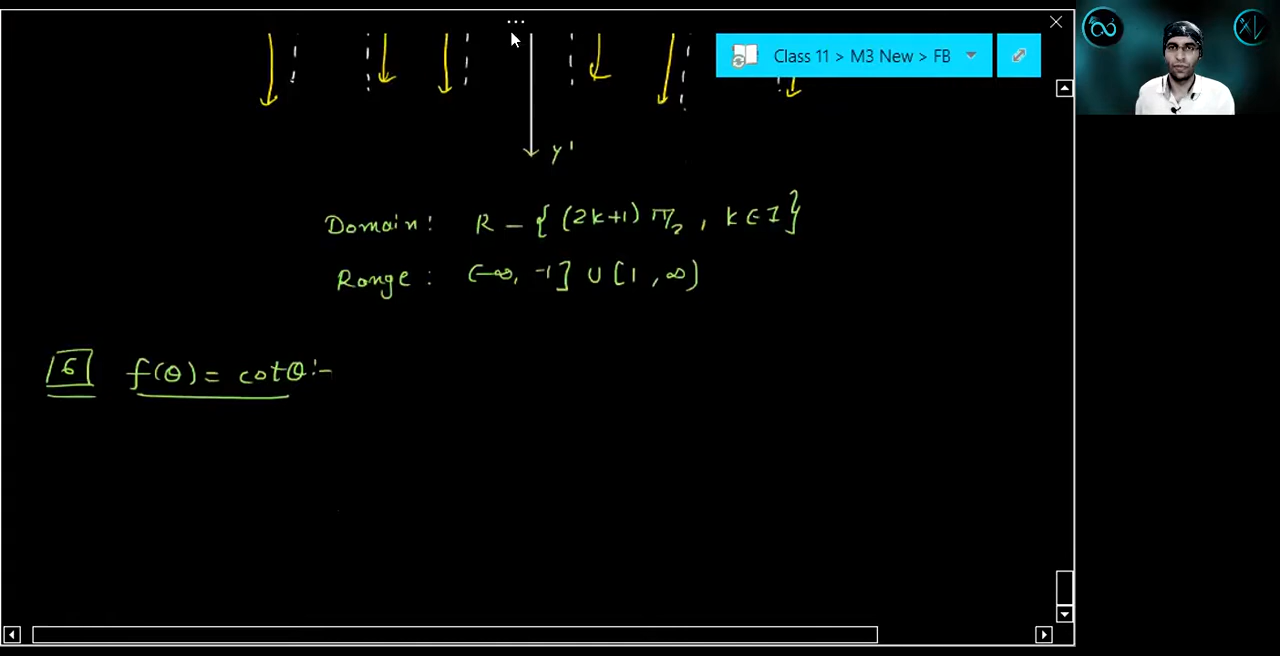 Class 11 > M3 New > FB
y'
Domain: R - { (2k+1) π/2 , k ∈ I }
Range : (-∞, -1] ∪ [1, ∞)
6 f(θ) = cotθ :-